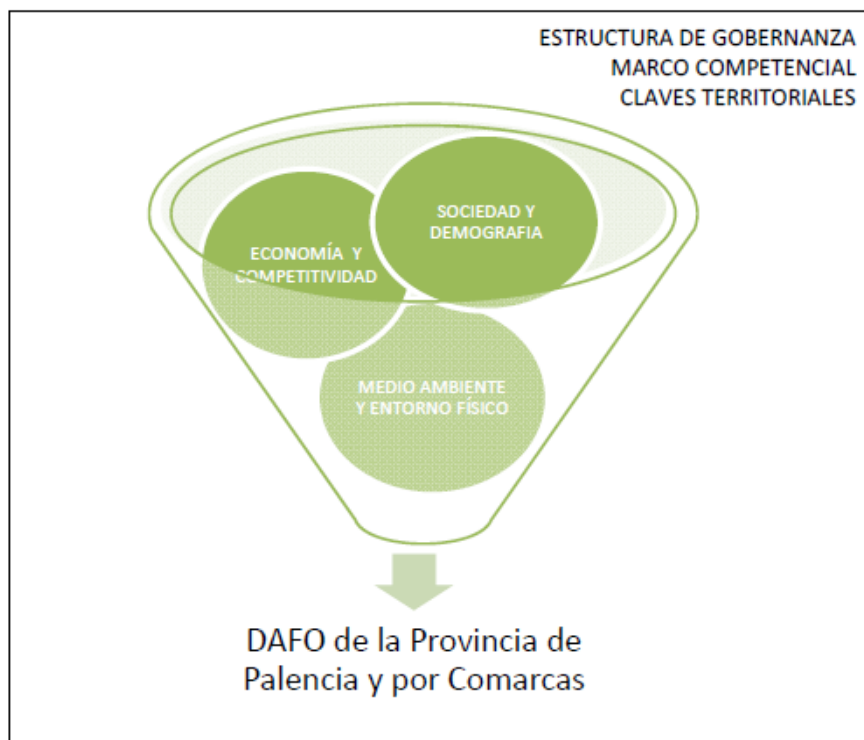 ESTRUCTURA DE GOBERNANZA
MARCO COMPETENCIAL
CLAVES TERRITORIALES
SOCIEDAD Y
DEMOGRAFIA
ECONOMÍA Y
COMPETITIVIDAD
MEDIO AMBIENTE
Y ENTORNO FÍSICO
DAFO de la Provincia de
Palencia y por Comarcas